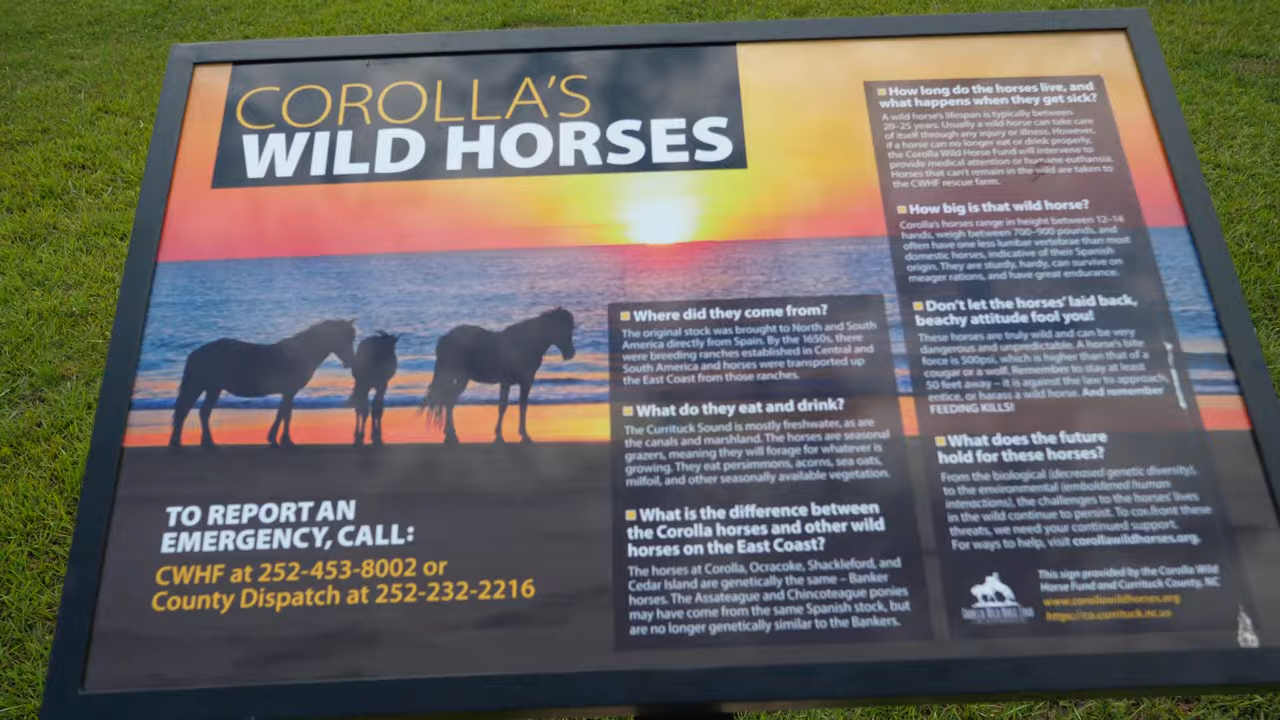 COROLLA'S
WILD HORSES
TO REPORT AN
EMERGENCY, CALL:
CWHF at 252-453-8002 or
County Dispatch at 252-232-2216
Where did they come from?
The original stock was brought to North and South
America directly from Spain. By the 1650s, there
were breeding ranches established in Central and
South America and horses were transported up
the East Coast from those ranches.
What do they eat and drink?
The Currituck Sound is mostly freshwater, as are
the canals and marshland. The horses are seasonal
grazers, meaning they will forage for whatever is
growing. They eat persimmons, acorns, sea oats,
milfoil, and other seasonally available vegetation.
What is the difference between
the Corolla horses and other wild
horses on the East Coast?
The horses at Corolla, Ocracoke, Shackleford, and
Cedar Island are genetically the same – Banker
horses. The Assateague and Chincoteague ponies
may have come from the same Spanish stock, but
are no longer genetically similar to the Bankers.
How long do the horses live, and
what happens when they get sick?
A wild horse's lifespan is typically between
20–25 years. Usually a wild horse can take care
of itself through any injury or illness. However,
if a horse can no longer eat or drink properly,
the Corolla Wild Horse Fund will intervene to
provide medical attention or humane euthanasia.
Horses that can't remain in the wild are taken to
the CWHF rescue farm.
How big is that wild horse?
Corolla's horses range in height between 12–14
hands, weigh between 700–900 pounds, and
often have one less lumbar vertebrae than most
domestic horses, indicative of their Spanish
origin. They are sturdy, hardy, can survive on
meager rations, and have great endurance.
Don't let the horses' laid back,
beachy attitude fool you!
These horses are truly wild and can be very
dangerous and unpredictable. A horse's bite
force is 500psi, which is higher than that of a
cougar or a wolf. Remember to stay at least
50 feet away – it is against the law to approach,
entice, or harass a wild horse. And remember
FEEDING KILLS!
What does the future
hold for these horses?
From the biological (decreased genetic diversity),
to the environmental (emboldened human
interactions), the challenges to the horses' lives
in the wild continue to persist. To confront these
threats, we need your continued support.
For ways to help, visit corollawildhorses.org.
COROLLA WILD HORSE FUND
This sign provided by the Corolla Wild
Horse Fund and Currituck County, NC
www.corollawildhorses.org
https://co.currituck.nc.us